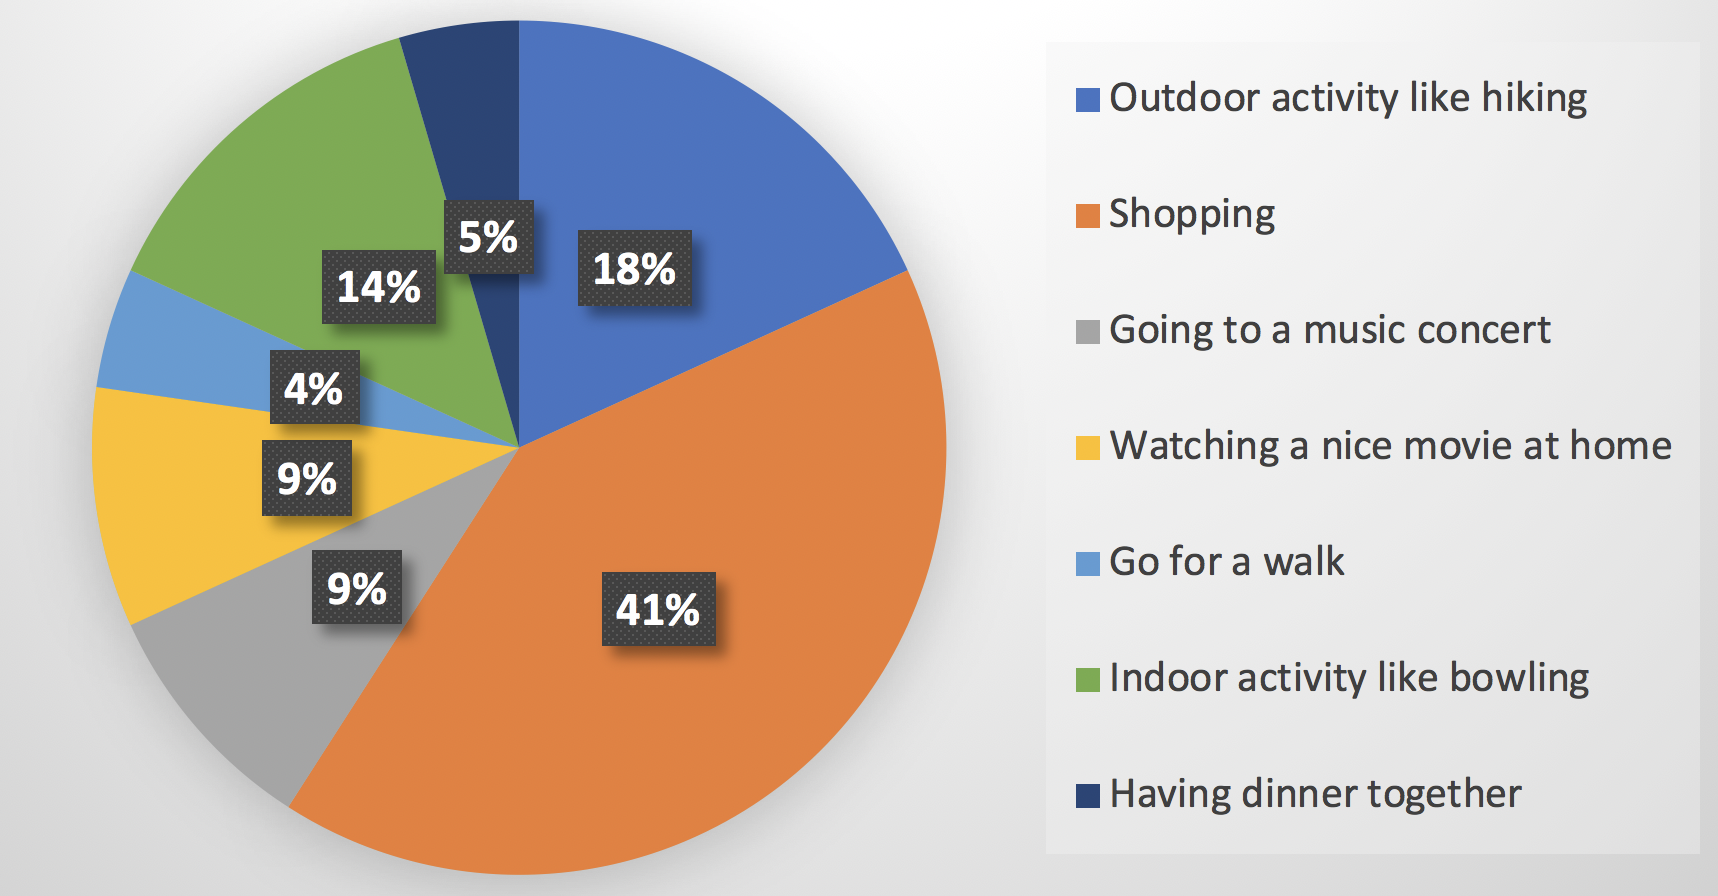 5%
18%
14%
4%
9%
9%
41%
Outdoor activity like hiking
Shopping
Going to a music concert
Watching a nice movie at home
Go for a walk
Indoor activity like bowling
Having dinner together